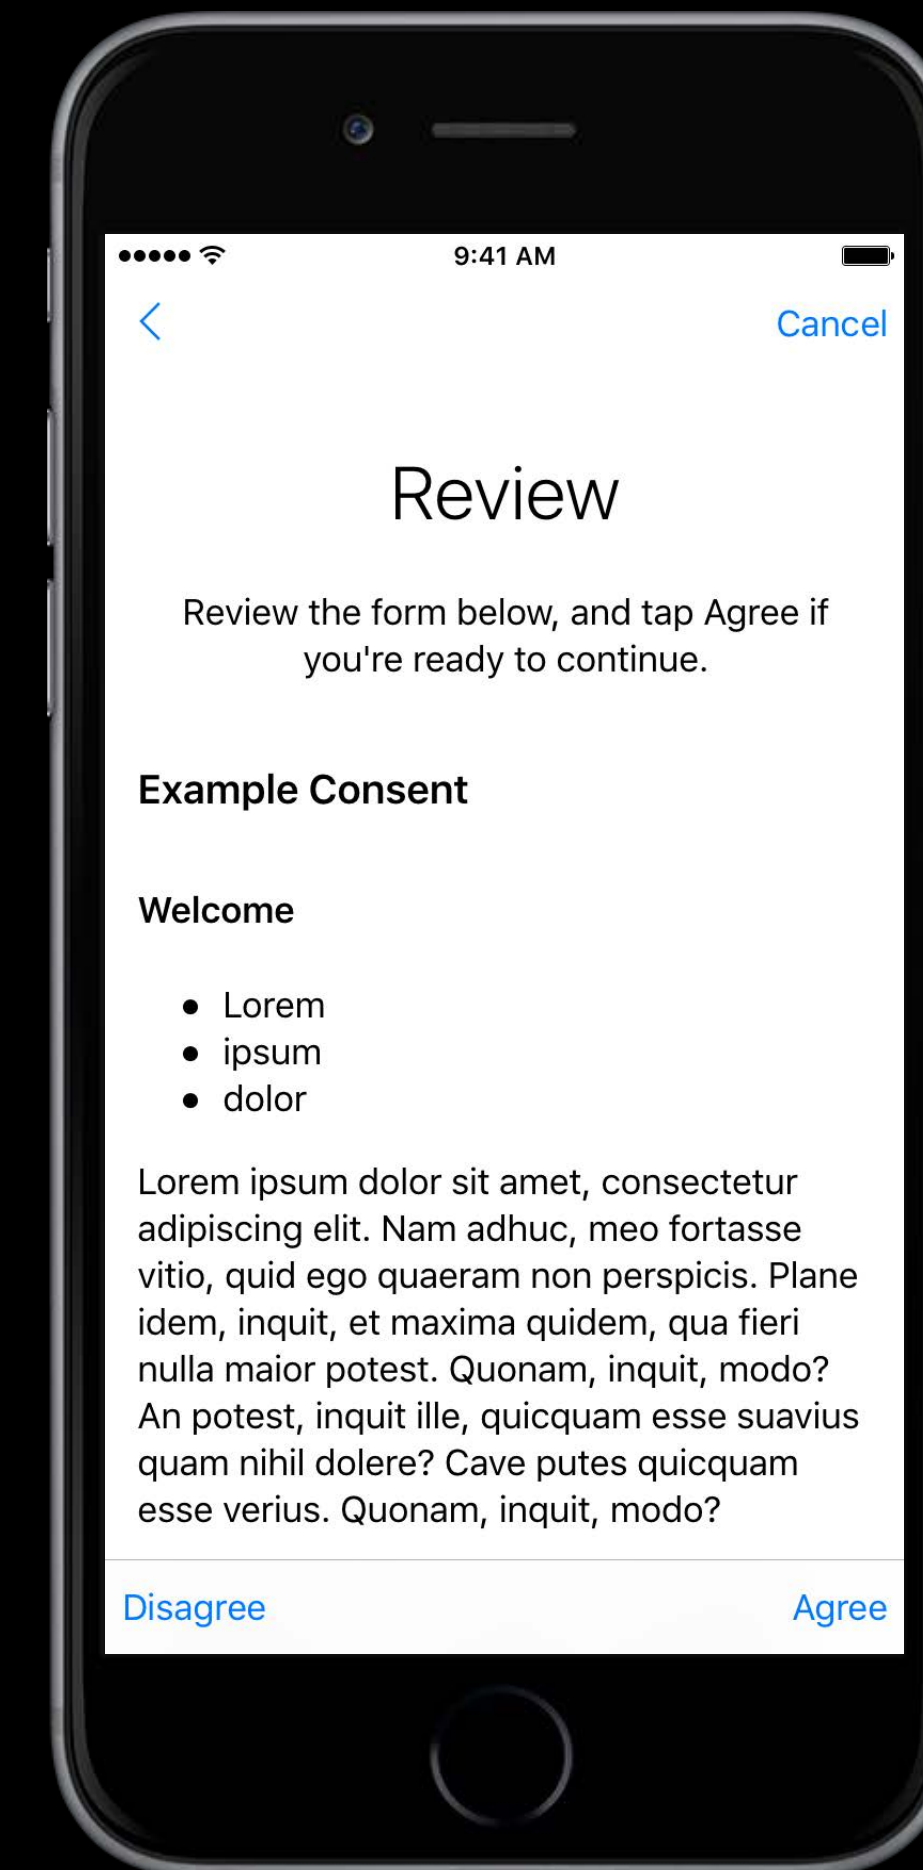 9:41 AM
Cancel
Review
Review the form below, and tap Agree if
you're ready to continue.
Example Consent
Welcome
• Lorem
• ipsum
• dolor
Lorem ipsum dolor sit amet, consectetur
adipiscing elit. Nam adhuc, meo fortasse
vitio, quid ego quaeram non perspicis. Plane
idem, inquit, et maxima quidem, qua fieri
nulla maior potest. Quonam, inquit, modo?
An potest, inquit ille, quicquam esse suavius
quam nihil dolere? Cave putes quicquam
esse verius. Quonam, inquit, modo?
Disagree Agree